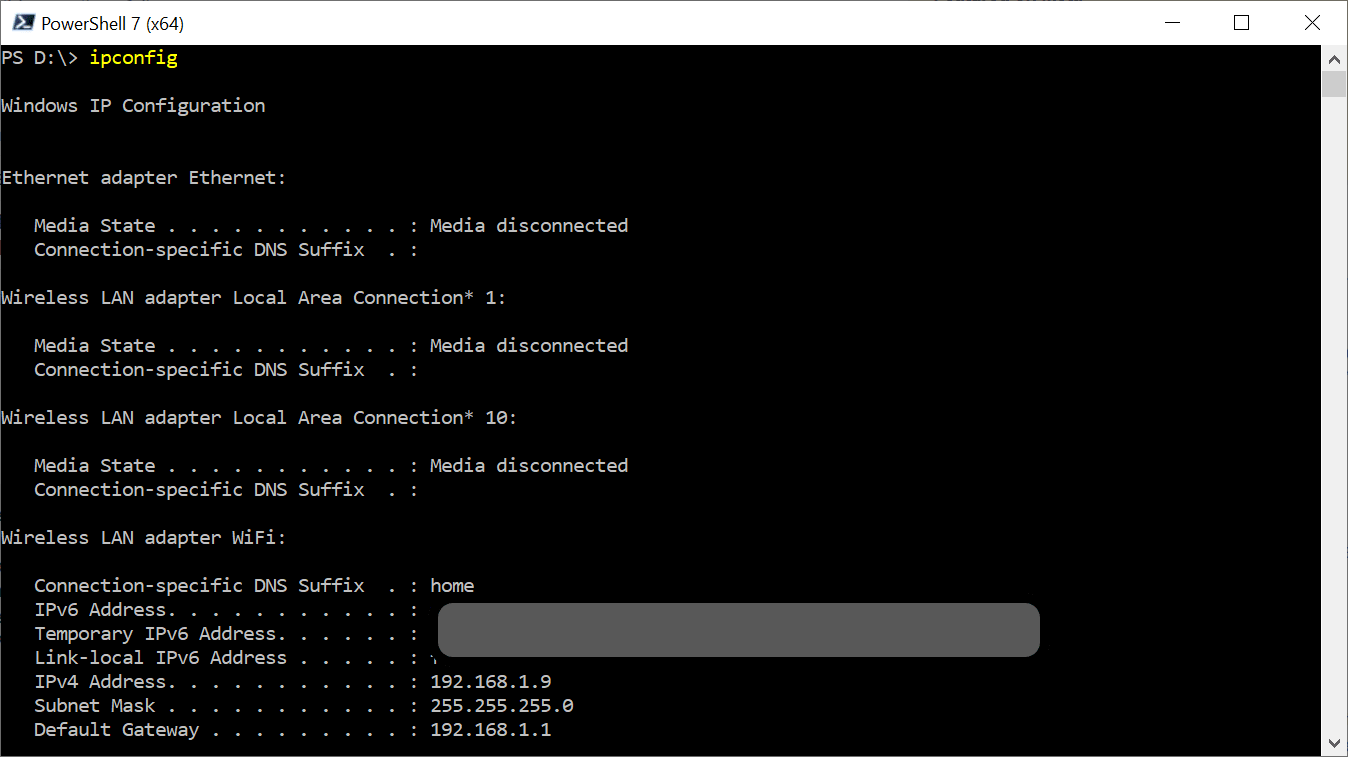 PowerShell 7 (x64)
PS D:\> ipconfig
Windows IP Configuration
Ethernet adapter Ethernet:
Media State . . . . . . . . . . . : Media disconnected
Connection-specific DNS Suffix  . :
Wireless LAN adapter Local Area Connection* 1:
Media State . . . . . . . . . . . : Media disconnected
Connection-specific DNS Suffix  . :
Wireless LAN adapter Local Area Connection* 10:
Media State . . . . . . . . . . . : Media disconnected
Connection-specific DNS Suffix  . :
Wireless LAN adapter WiFi:
Connection-specific DNS Suffix  . : home
IPv6 Address. . . . . . . . . . . :
Temporary IPv6 Address. . . . . . :
Link-local IPv6 Address . . . . . :
IPv4 Address. . . . . . . . . . . : 192.168.1.9
Subnet Mask . . . . . . . . . . . : 255.255.255.0
Default Gateway . . . . . . . . . : 192.168.1.1